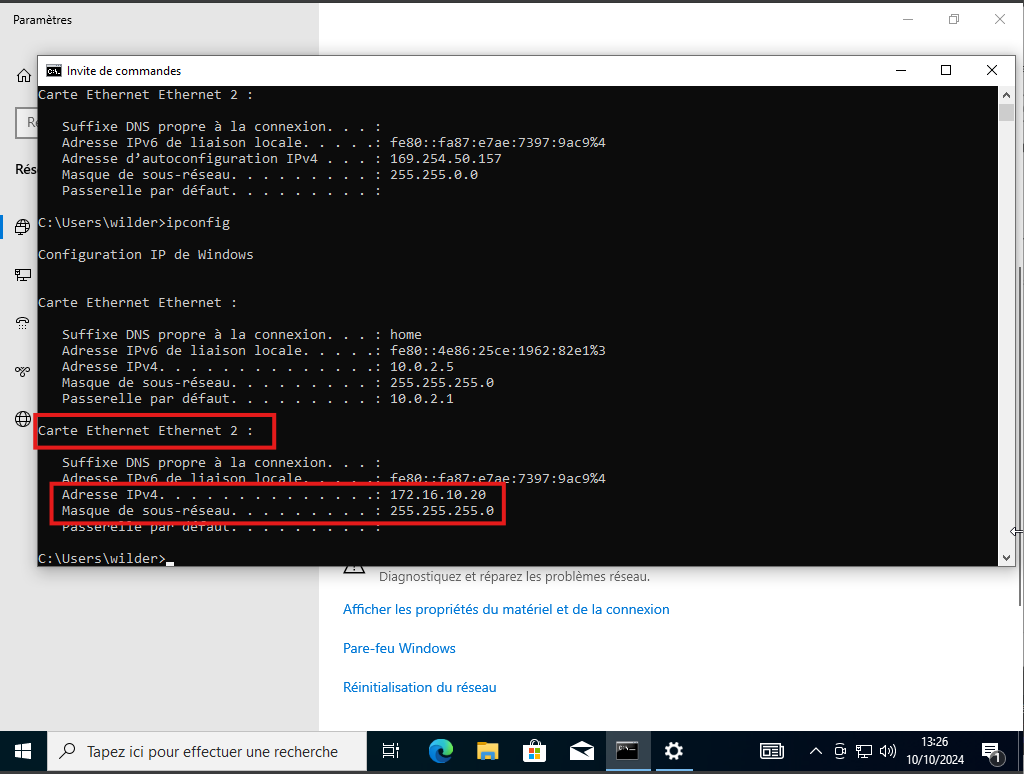 Paramètres
Invite de commandes
Carte Ethernet Ethernet 2 :
Suffixe DNS propre à la connexion. . . :
Adresse IPv6 de liaison locale. . . . .: fe80::fa87:e7ae:7397:9ac9%4
Adresse d’autoconfiguration IPv4 . . . : 169.254.50.157
Masque de sous-réseau. . . . . . . . . : 255.255.0.0
Passerelle par défaut. . . . . . . . . :
C:\Users\wilder>ipconfig
Configuration IP de Windows
Carte Ethernet Ethernet :
Suffixe DNS propre à la connexion. . . : home
Adresse IPv6 de liaison locale. . . . .: fe80::4e86:25ce:1962:82e1%3
Adresse IPv4. . . . . . . . . . . . . .: 10.0.2.5
Masque de sous-réseau. . . . . . . . . : 255.255.255.0
Passerelle par défaut. . . . . . . . . : 10.0.2.1
Carte Ethernet Ethernet 2 :
Suffixe DNS propre à la connexion. . . :
Adresse IPv6 de liaison locale. . . . .: fe80::fa87:e7ae:7397:9ac9%4
Adresse IPv4. . . . . . . . . . . . . .: 172.16.10.20
Masque de sous-réseau. . . . . . . . . : 255.255.255.0
Passerelle par défaut. . . . . . . . . :
C:\Users\wilder>
Diagnostiquez et réparez les problèmes réseau.
Afficher les propriétés du matériel et de la connexion
Pare-feu Windows
Réinitialisation du réseau
Tapez ici pour effectuer une recherche
13:26
10/10/2024
1